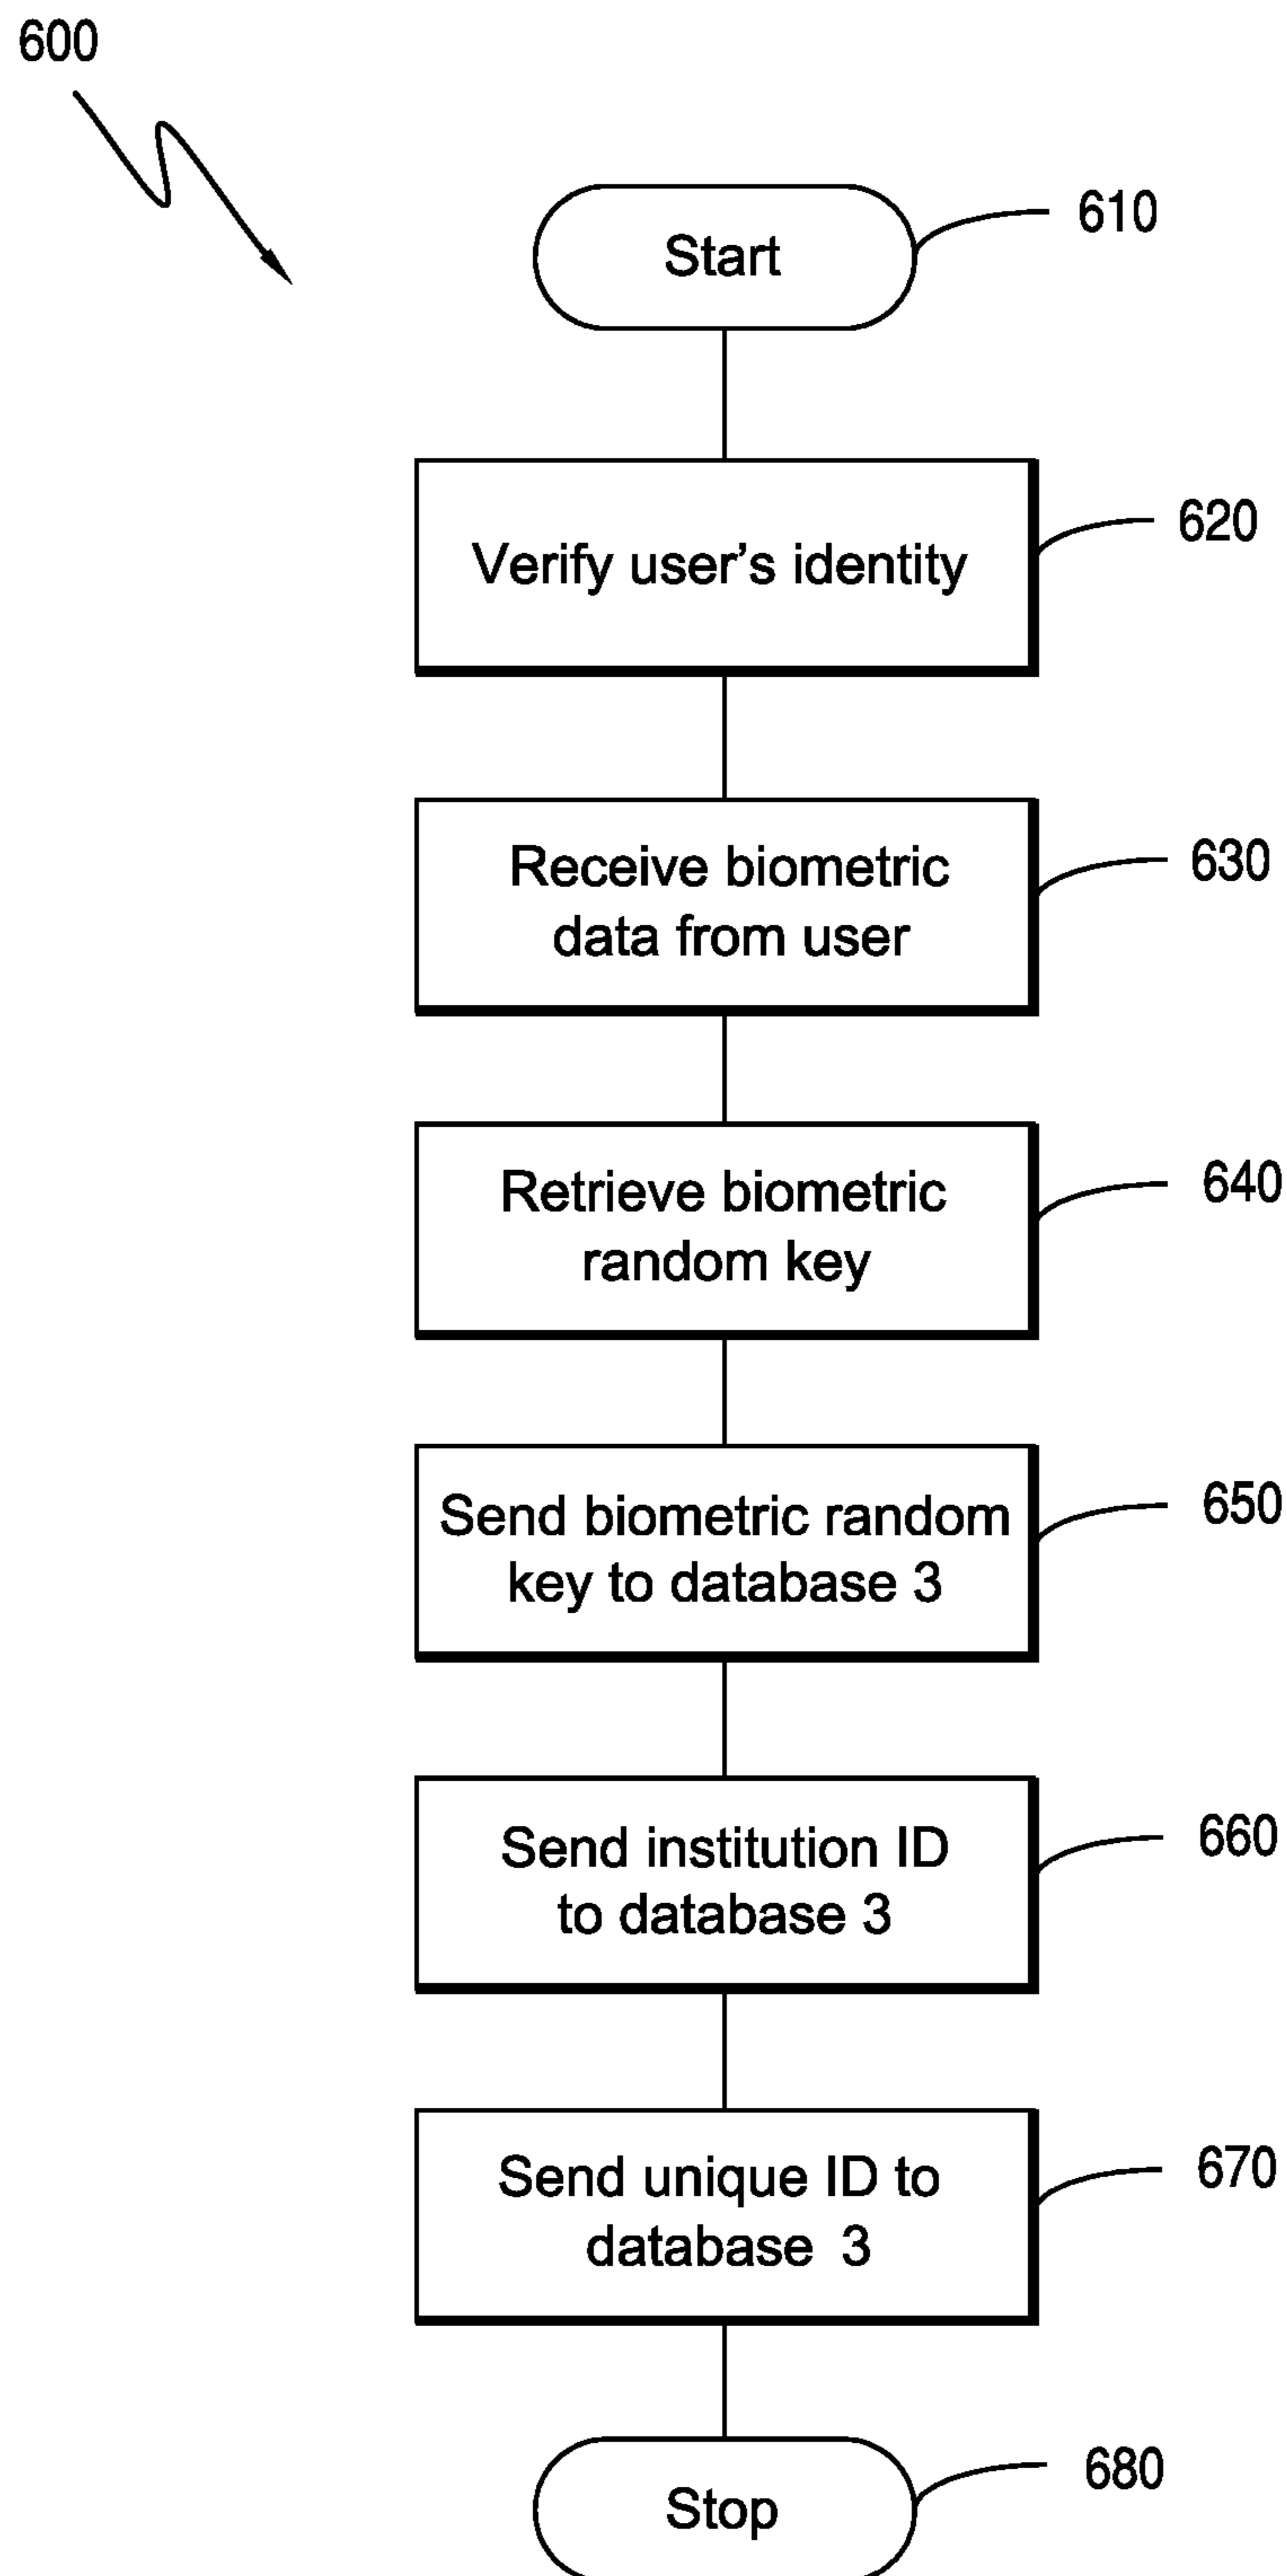 600
Start
610
Verify user’s identity
620
Receive biometric
data from user
630
Retrieve biometric
random key
640
Send biometric random
key to database 3
650
Send institution ID
to database 3
660
Send unique ID to
database 3
670
Stop
680